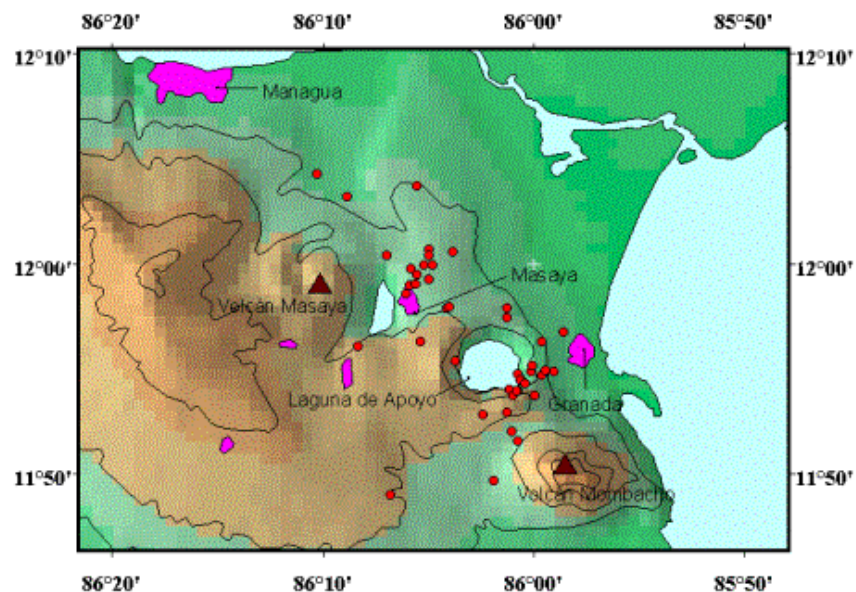 86°20' 86°10' 86°00' 85°50'
12°10' 12°10'
Managua
12°00' 12°00'
Masaya
Volcán Masaya
Laguna de Apoyo
Granada
11°50' 11°50'
Volcán Mombacho
86°20' 86°10' 86°00' 85°50'